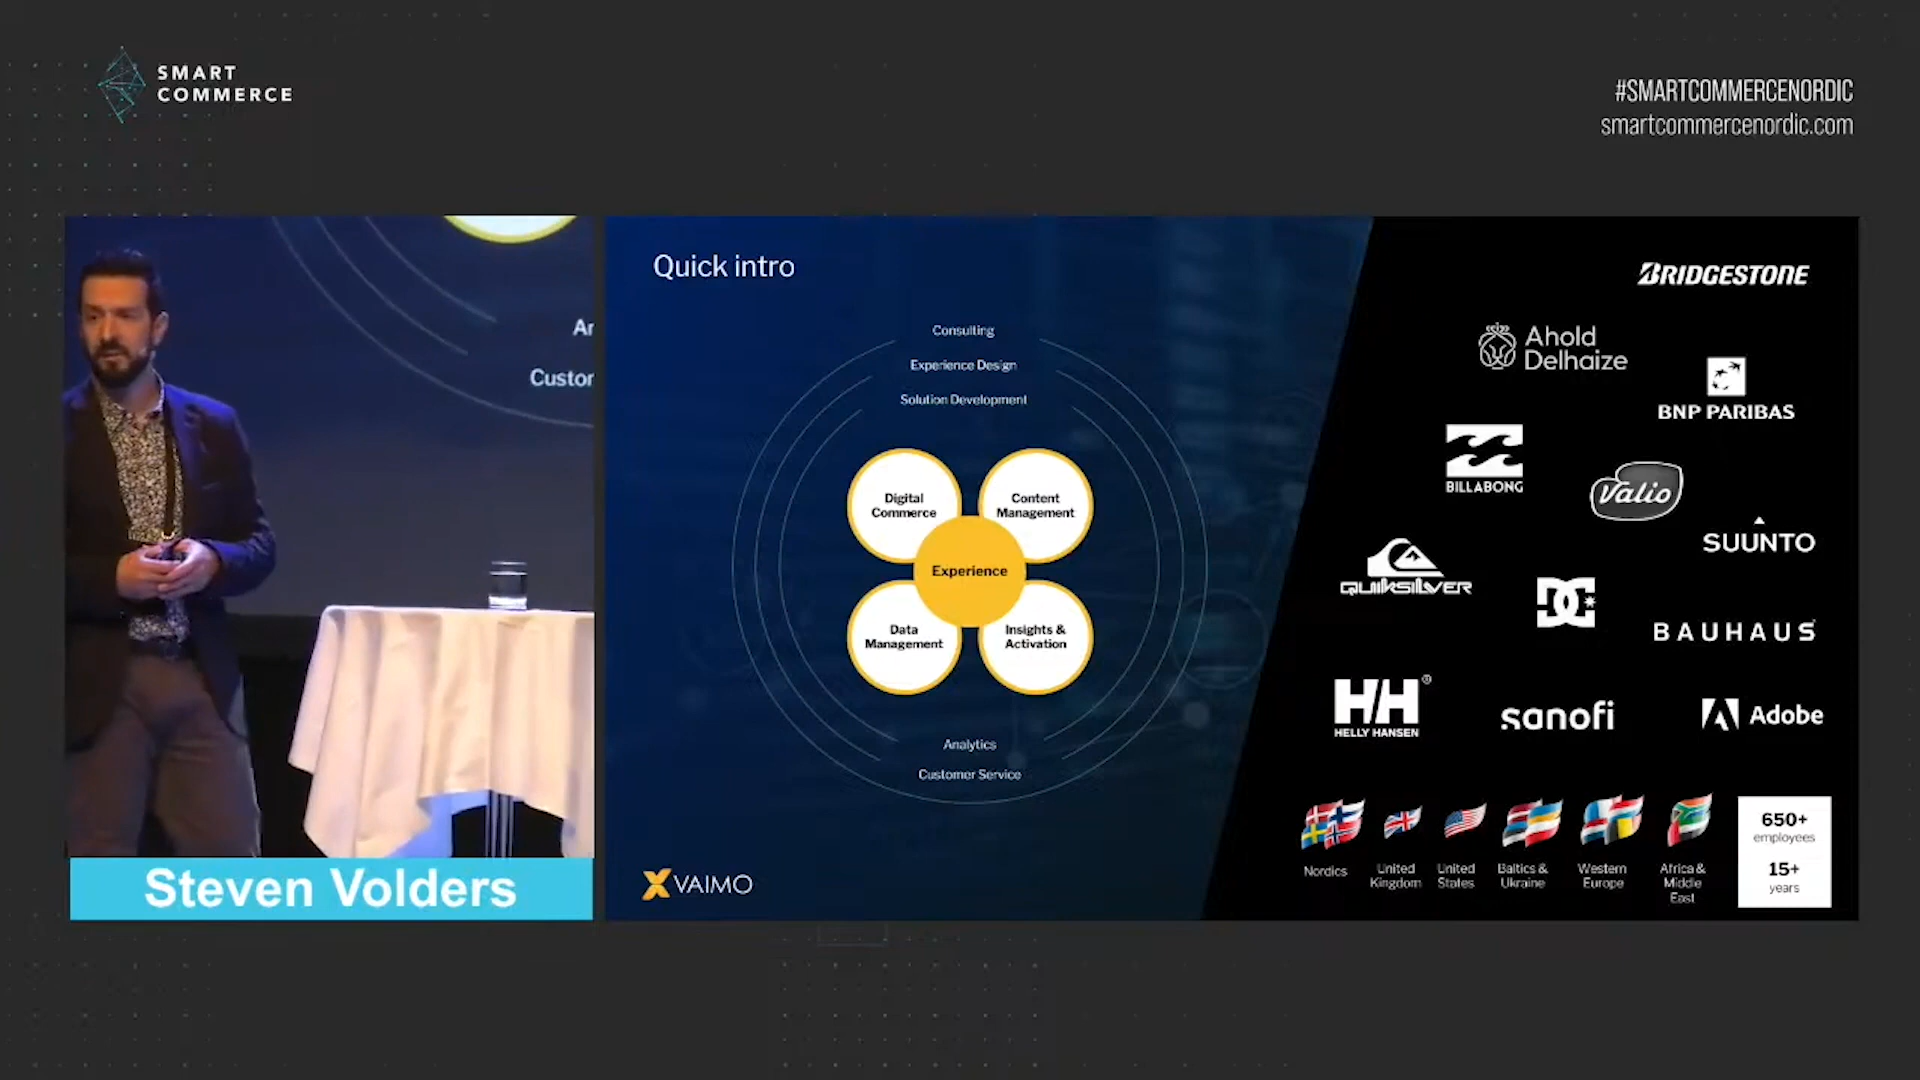 SMART
COMMERCE
#SMARTCOMMERCENORDIC
smartcommercenordic.com
Custor
Steven Volders
Quick intro
Consulting
Experience Design
Solution Development
Digital
Commerce
Content
Management
Experience
Data
Management
Insights &
Activation
Analytics
Customer Service
VAIMO
BRIDGESTONE
Ahold
Delhaize
BNP PARIBAS
BILLABONG
Valio
SUUNTO
QUIKSILVER
DC
BAUHAUS
HH
HELLY HANSEN
sanofi
Adobe
Nordics
United
Kingdom
United
States
Baltics &
Ukraine
Western
Europe
Africa &
Middle
East
650+
employees
15+
years